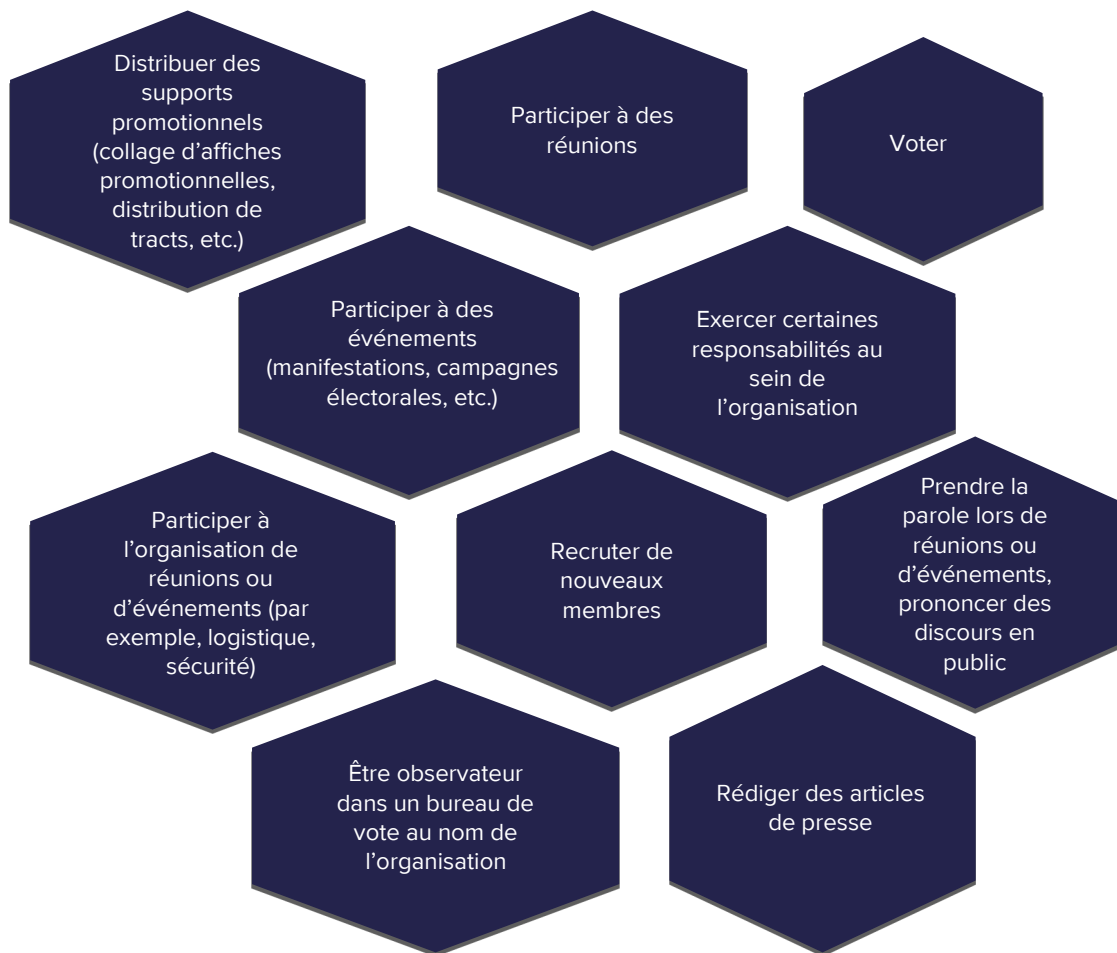 Distribuer des
supports
promotionnels
(collage d’affiches
promotionnelles,
distribution de
tracts, etc.)
Participer à des
réunions
Voter
Participer à des
événements
(manifestations, campagnes
électorales, etc.)
Exercer certaines
responsabilités au
sein de
l’organisation
Participer à
l’organisation de
réunions ou
d’événements (par
exemple, logistique,
sécurité)
Recruter de
nouveaux
membres
Prendre la
parole lors de
réunions ou
d’événements,
prononcer des
discours en
public
Être observateur
dans un bureau de
vote au nom de
l’organisation
Rédiger des articles
de presse